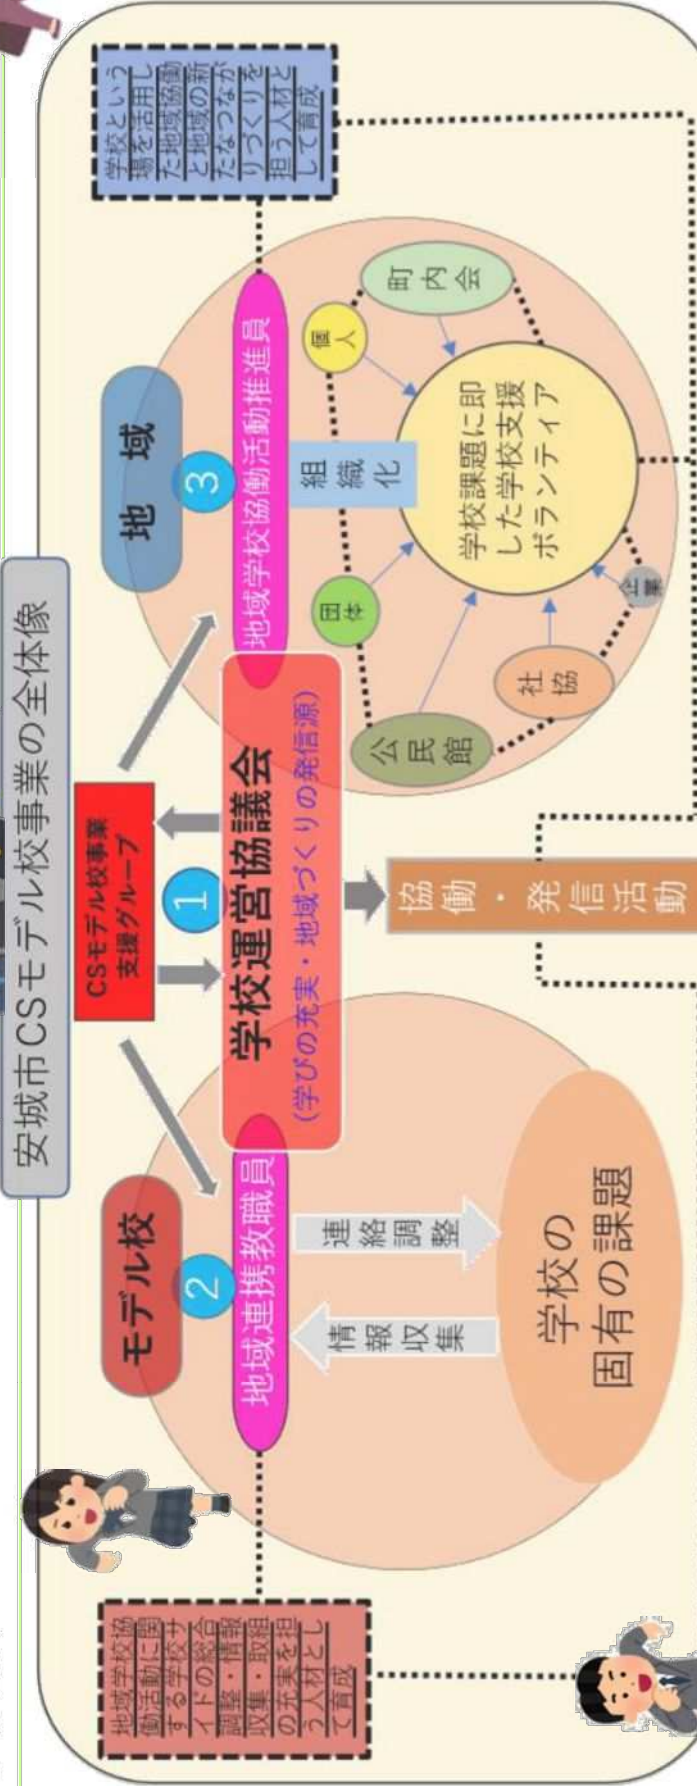 安城市CSモデル校事業の全体像
CSモデル校事業
支援グループ
1
学校運営協議会
(学びの充実・地域づくりの発信源)
協働・発信活動
モデル校
2
地域連携教職員
情報収集
連絡調整
学校の
固有の課題
地域学校協
働活動に関
する学校サ
イドの総合
調整・情報
収集・取組
の充実を担
う人材とし
て育成
地 域
3
地域学校協働活動推進員
組織化
個人
町内会
団体
公民館
社協
企業
学校課題に即
した学校支援
ボランティア
学校という
場を活用し
た地域協働
と地域の新
たなつなが
りづくりを
担う人材と
して育成